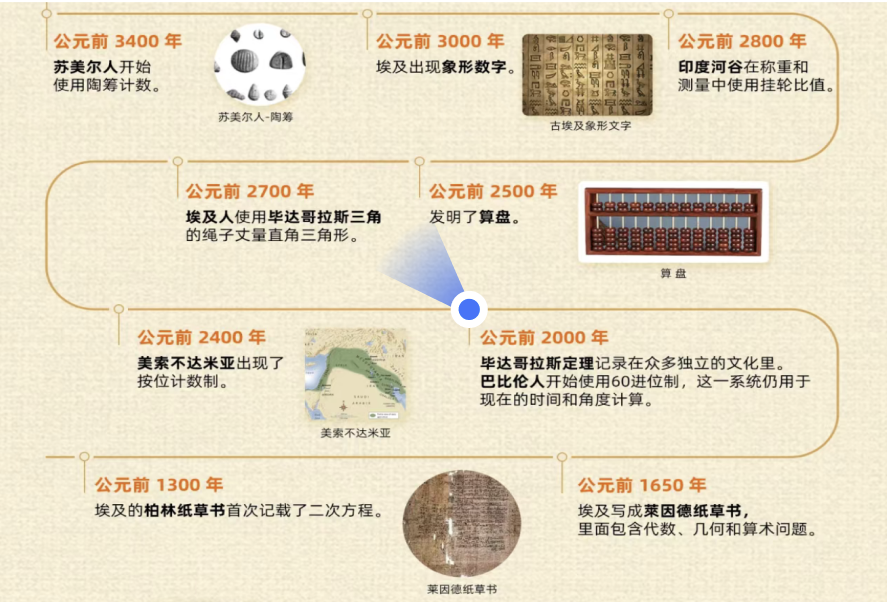 公元前 3400 年
苏美尔人开始
使用陶筹计数。
苏美尔人-陶筹
公元前 3000 年
埃及出现象形数字。
古埃及象形文字
公元前 2800 年
印度河谷在称重和
测量中使用挂轮比值。
公元前 2700 年
埃及人使用毕达哥拉斯三角
的绳子丈量直角三角形。
公元前 2500 年
发明了算盘。
算 盘
公元前 2400 年
美索不达米亚出现了
按位计数制。
美索不达米亚
公元前 2000 年
毕达哥拉斯定理记录在众多独立的文化里。
巴比伦人开始使用60进位制，这一系统仍用于
现在的时间和角度计算。
公元前 1300 年
埃及的柏林纸草书首次记载了二次方程。
莱因德纸草书
公元前 1650 年
埃及写成莱因德纸草书，
里面包含代数、几何和算术问题。